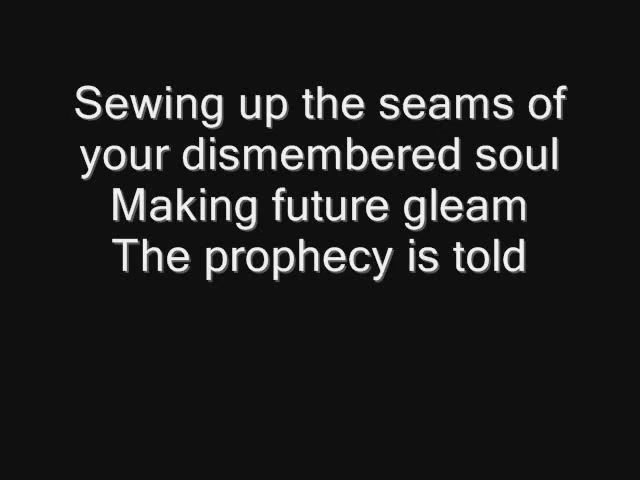 Sewing up the seams of
your dismembered soul
Making future gleam
The prophecy is told